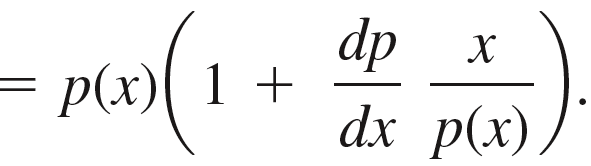 = p(x)(1 + dp/dx x/p(x)).